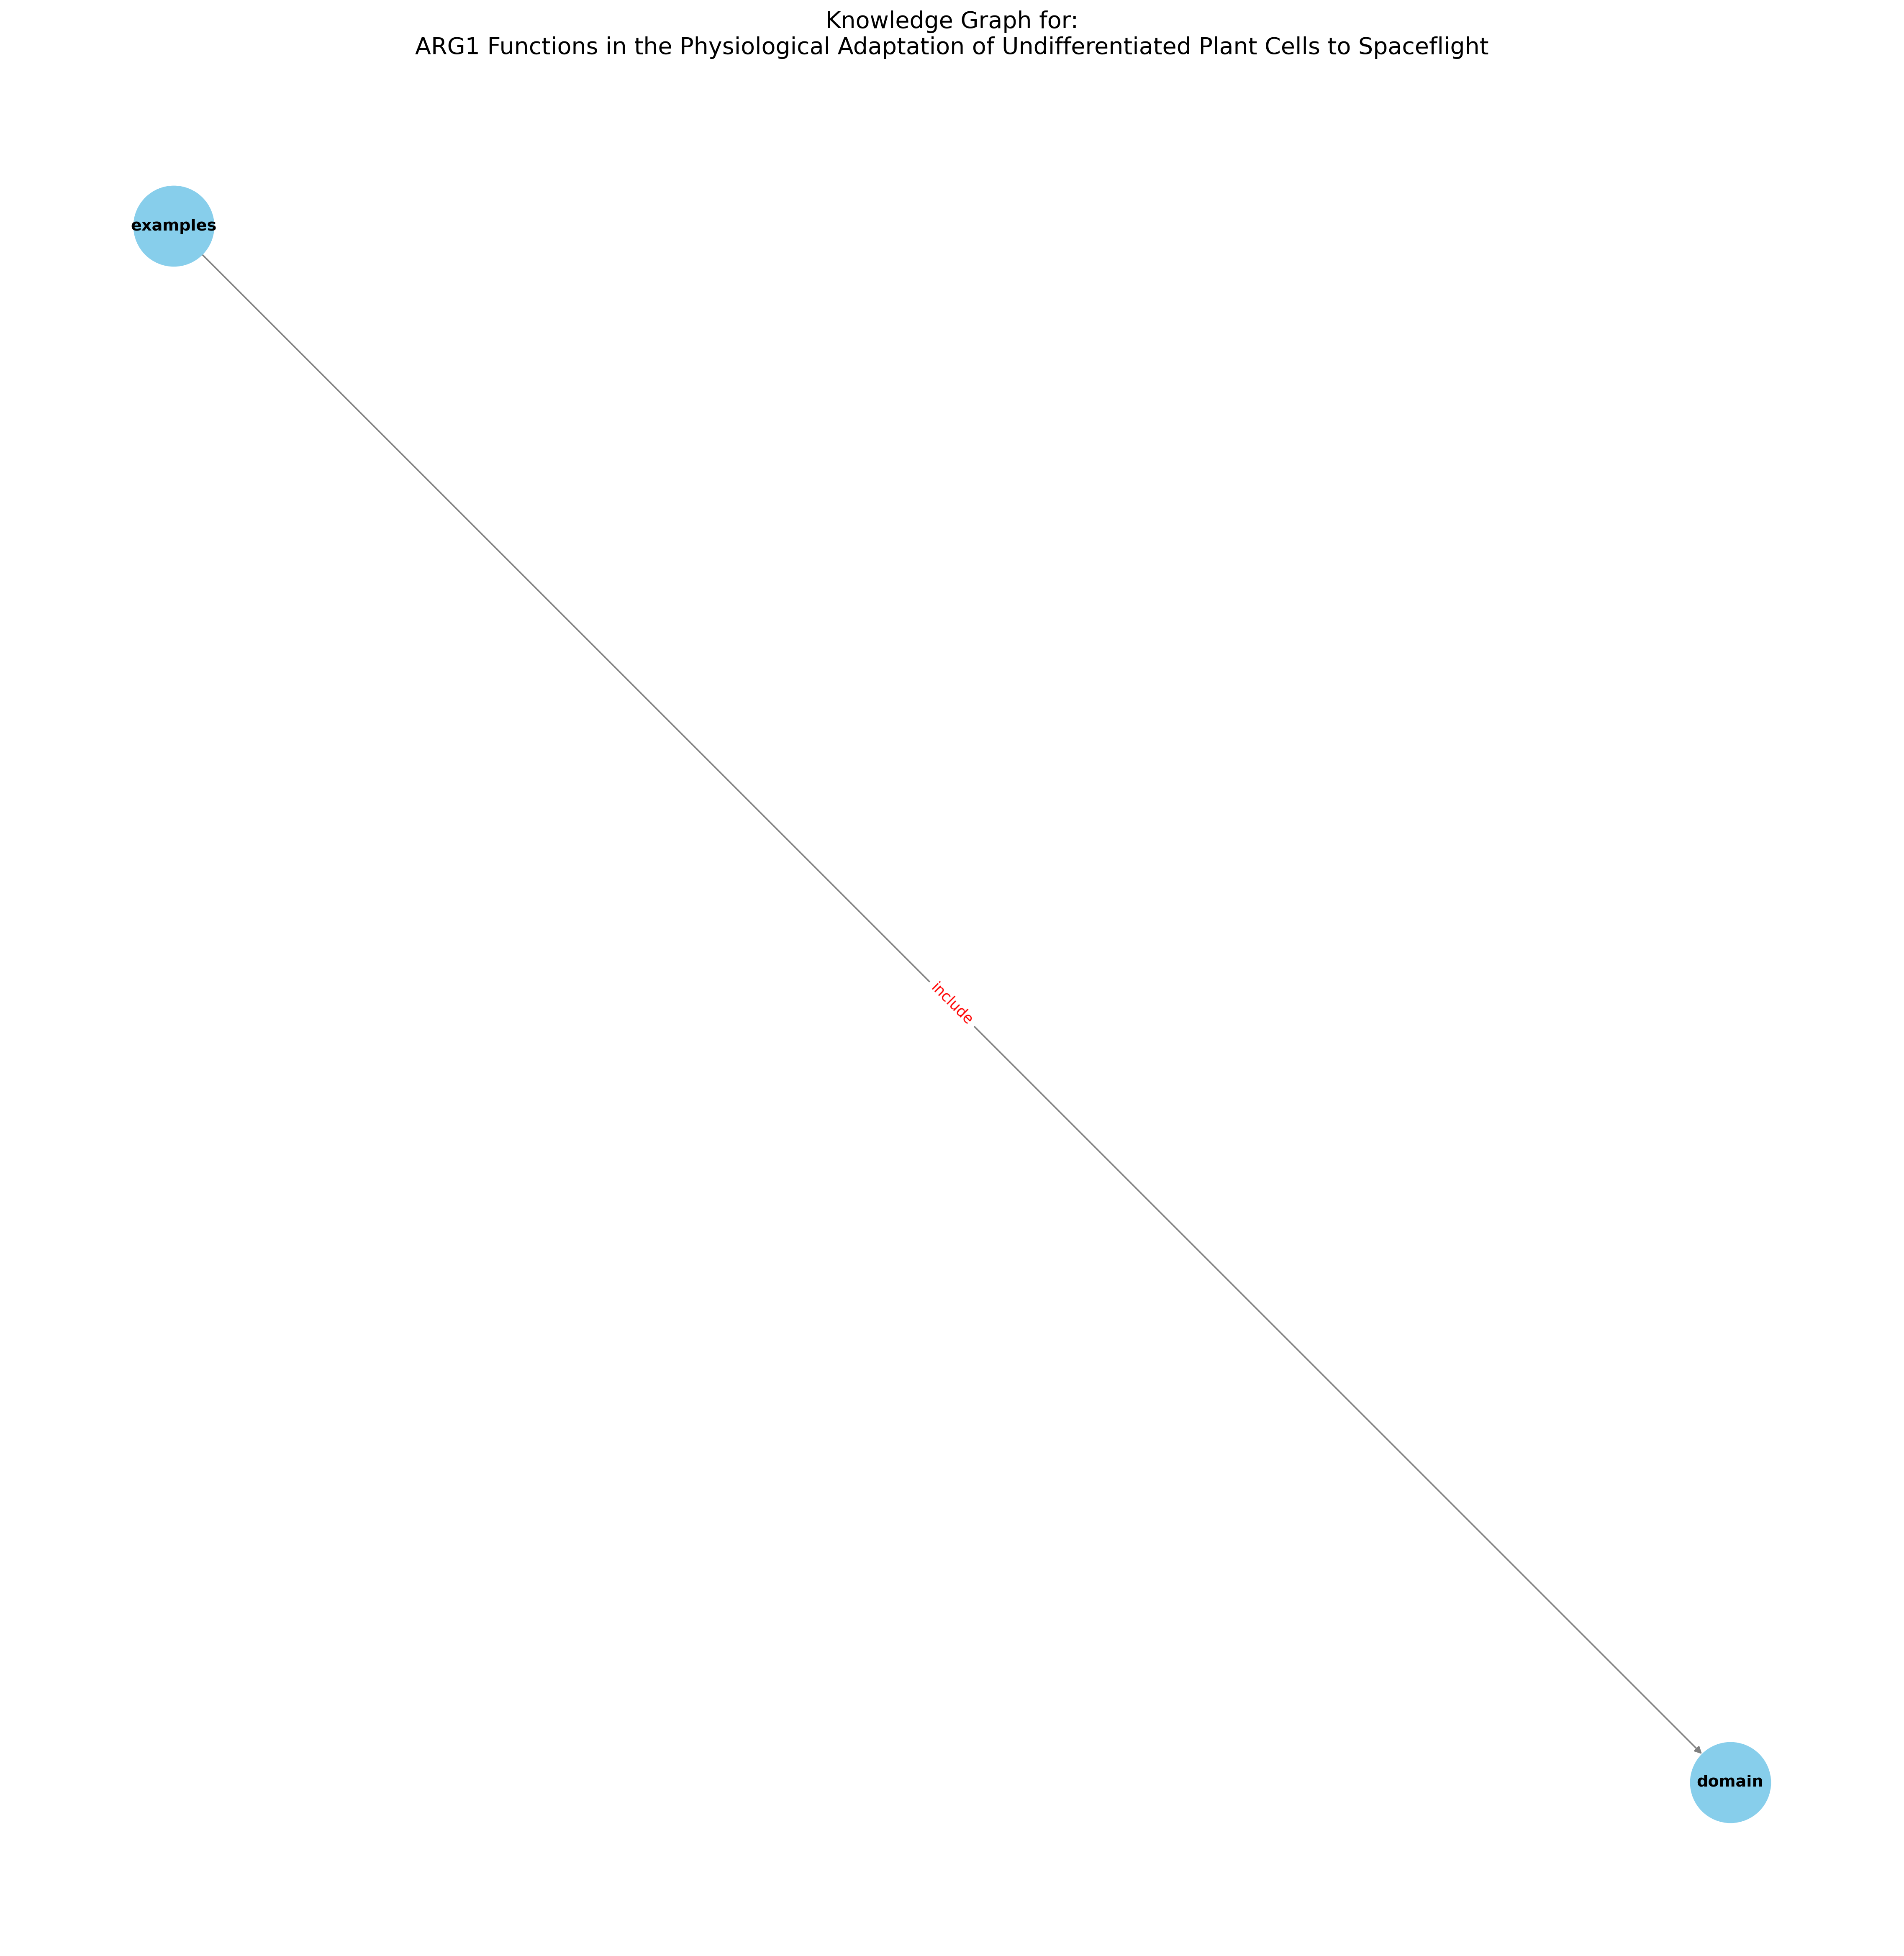 Knowledge Graph for:
ARG1 Functions in the Physiological Adaptation of Undifferentiated Plant Cells to Spaceflight
examples
include
domain